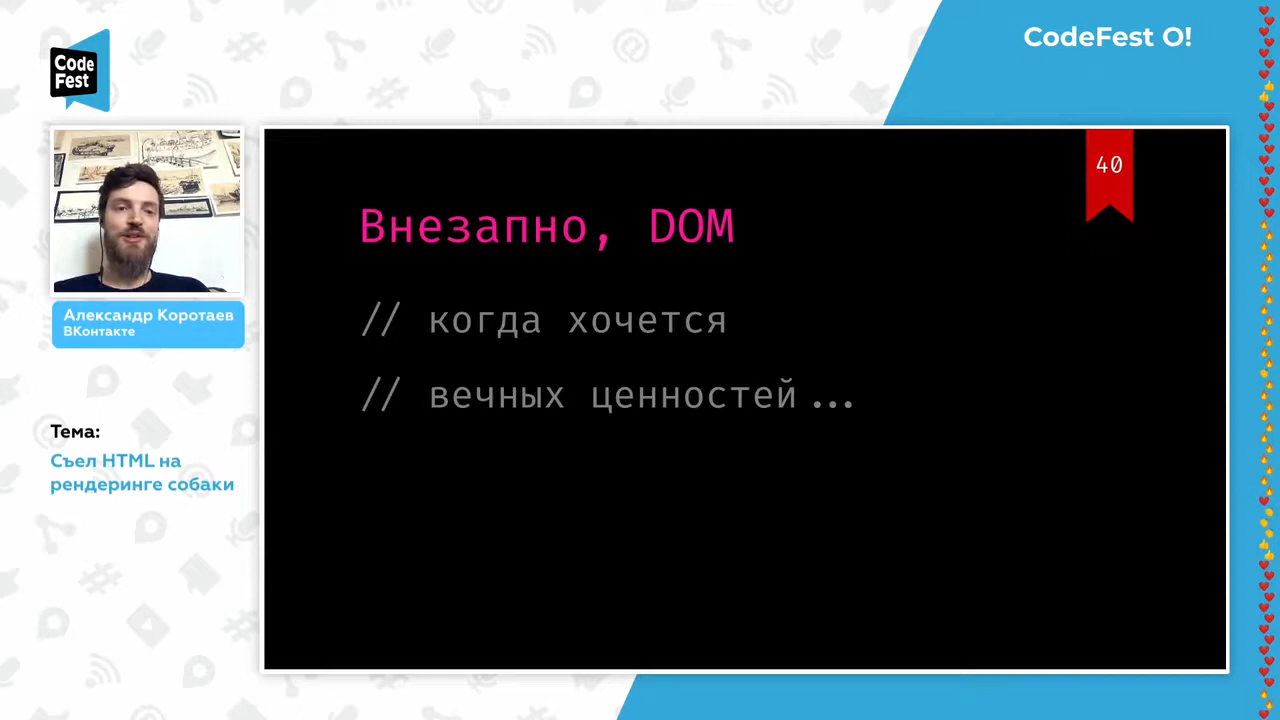 Code
Fest
CodeFest O!
40
Внезапно, DOM
// когда хочется
// вечных ценностей...
Александр Коротаев
ВКонтакте
Тема:
Съел HTML на
рендеринге собаки